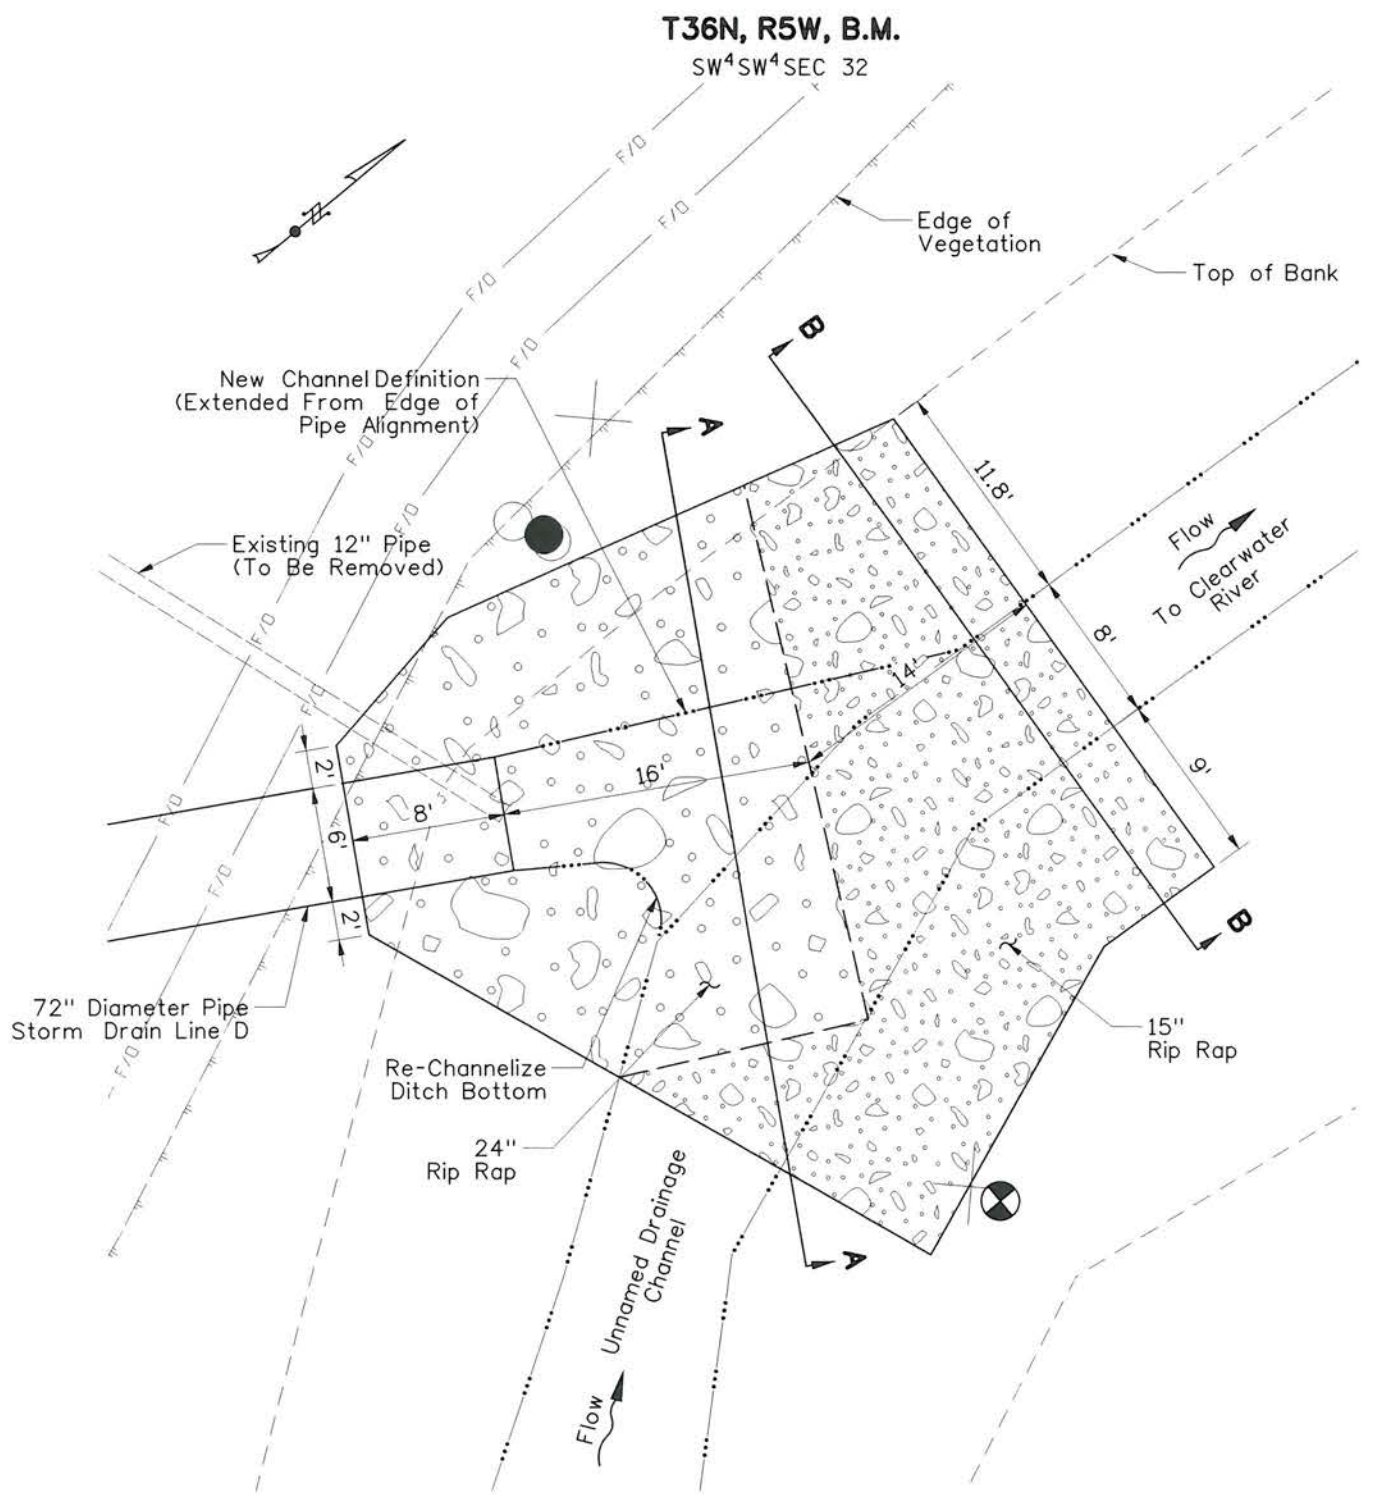 T36N, R5W, B.M.
SW⁴SW⁴SEC 32
F/O
F/O
N
Edge of
Vegetation
Top of Bank
F/O
B
F/O
New Channel Definition
(Extended From Edge of
Pipe Alignment)
A
F/O
11.8'
F/O
Flow
To Clearwater
River
Existing 12" Pipe
(To Be Removed)
F/O
8'
14'
F/O
2'
16'
9'
8'
6'
F/O
F/O
2'
B
72" Diameter Pipe
Storm Drain Line D
15"
Rip Rap
F/O
Re-Channelize
Ditch Bottom
24"
Rip Rap
Unnamed Drainage
Channel
A
Flow